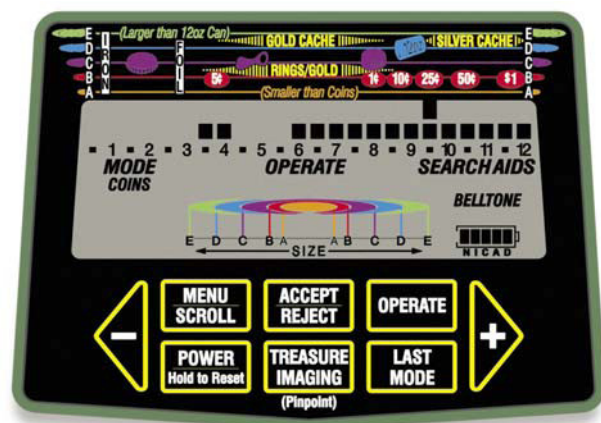 E (Larger than 12oz Can) E
D IRON FOIL GOLD CACHE 12oz SILVER CACHE D
C C
B RINGS/GOLD 5¢ 1¢ 10¢ 25¢ 50¢ $1 B
A (Smaller than Coins) A
1 2 3 4 5 6 7 8 9 10 11 12
MODE OPERATE SEARCH AIDS
COINS
BELLTONE
E D C B A A B C D E
SIZE
NICAD
MENU SCROLL
ACCEPT REJECT
OPERATE
-
+
POWER
Hold to Reset
TREASURE IMAGING
LAST MODE
(Pinpoint)